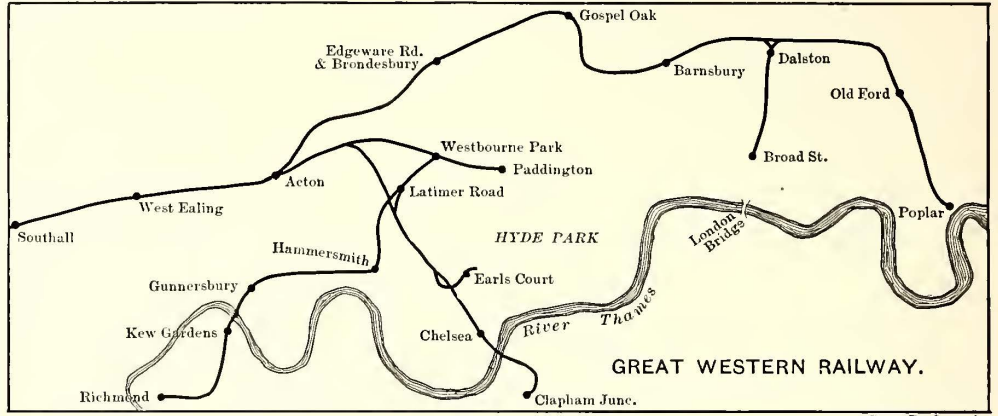 Gospel Oak
Edgeware Rd.
& Brondesbury
Barnsbury
Dalston
Old Ford
Westbourne Park
Paddington
Broad St.
Acton
Latimer Road
West Ealing
Southall
Poplar
London
Bridge
HYDE PARK
Hammersmith
Earls Court
Gunnersbury
River Thames
Kew Gardens
Chelsea
GREAT WESTERN RAILWAY.
Richmond
Clapham Junc.